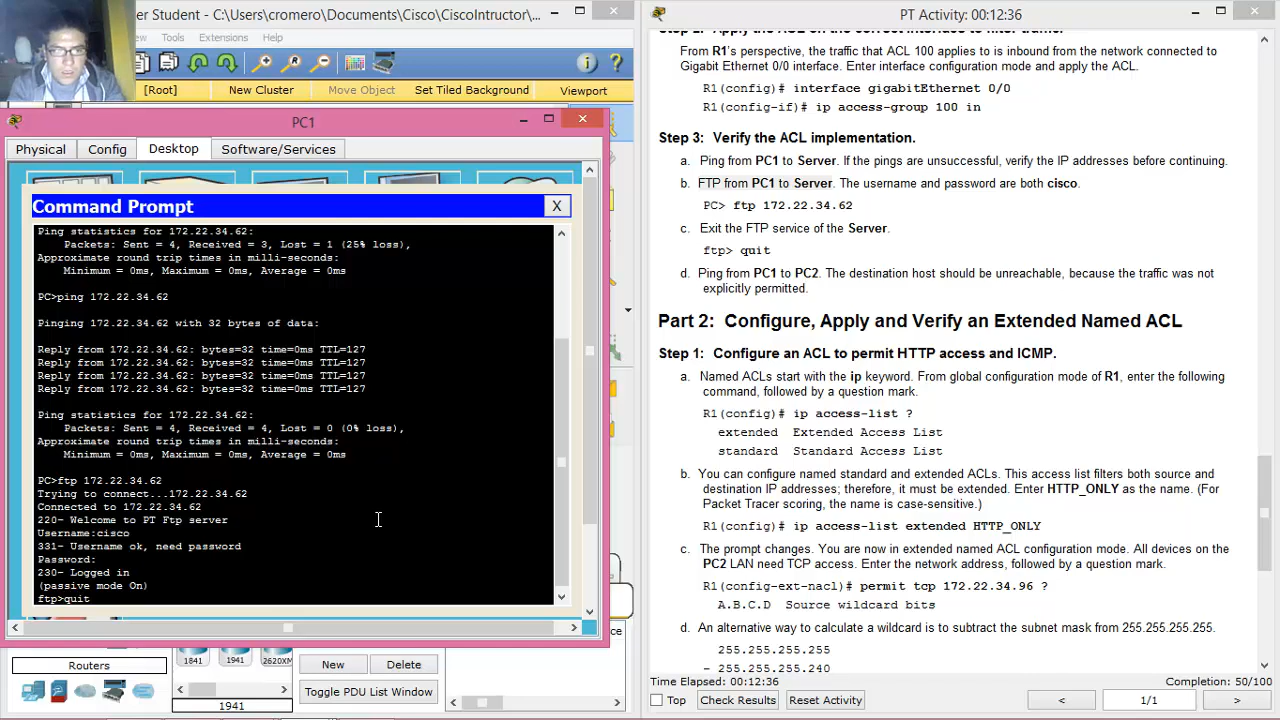 er Student - C:\Users\cromero\Documents\Cisco\CiscoIntructor\...
Tools Extensions Help
[Root] New Cluster Move Object Set Tiled Background Viewport
PC1
Physical Config Desktop Software/Services
Command Prompt
X
Ping statistics for 172.22.34.62:
Packets: Sent = 4, Received = 3, Lost = 1 (25% loss),
Approximate round trip times in milli-seconds:
Minimum = 0ms, Maximum = 0ms, Average = 0ms
PC>ping 172.22.34.62
Pinging 172.22.34.62 with 32 bytes of data:
Reply from 172.22.34.62: bytes=32 time=0ms TTL=127
Reply from 172.22.34.62: bytes=32 time=0ms TTL=127
Reply from 172.22.34.62: bytes=32 time=0ms TTL=127
Reply from 172.22.34.62: bytes=32 time=0ms TTL=127
Ping statistics for 172.22.34.62:
Packets: Sent = 4, Received = 4, Lost = 0 (0% loss),
Approximate round trip times in milli-seconds:
Minimum = 0ms, Maximum = 0ms, Average = 0ms
PC>ftp 172.22.34.62
Trying to connect...172.22.34.62
Connected to 172.22.34.62
220- Welcome to PT Ftp server
Username:cisco
331- Username ok, need password
Password:
230- Logged in
(passive mode On)
ftp>quit
Routers
1841 1941 2620XM
1941
New Delete
Toggle PDU List Window
PT Activity: 00:12:36
Step 2: Apply the ACL on the correct interface to filter traffic.
From R1's perspective, the traffic that ACL 100 applies to is inbound from the network connected to
Gigabit Ethernet 0/0 interface. Enter interface configuration mode and apply the ACL.
R1(config)# interface gigabitEthernet 0/0
R1(config-if)# ip access-group 100 in
Step 3: Verify the ACL implementation.
a. Ping from PC1 to Server. If the pings are unsuccessful, verify the IP addresses before continuing.
b. FTP from PC1 to Server. The username and password are both cisco.
PC> ftp 172.22.34.62
c. Exit the FTP service of the Server.
ftp> quit
d. Ping from PC1 to PC2. The destination host should be unreachable, because the traffic was not
explicitly permitted.
Part 2: Configure, Apply and Verify an Extended Named ACL
Step 1: Configure an ACL to permit HTTP access and ICMP.
a. Named ACLs start with the ip keyword. From global configuration mode of R1, enter the following
command, followed by a question mark.
R1(config)# ip access-list ?
extended Extended Access List
standard Standard Access List
b. You can configure named standard and extended ACLs. This access list filters both source and
destination IP addresses; therefore, it must be extended. Enter HTTP_ONLY as the name. (For
Packet Tracer scoring, the name is case-sensitive.)
R1(config)# ip access-list extended HTTP_ONLY
c. The prompt changes. You are now in extended named ACL configuration mode. All devices on the
PC2 LAN need TCP access. Enter the network address, followed by a question mark.
R1(config-ext-nacl)# permit tcp 172.22.34.96 ?
A.B.C.D Source wildcard bits
d. An alternative way to calculate a wildcard is to subtract the subnet mask from 255.255.255.255.
255.255.255.255
- 255.255.255.240
Time Elapsed: 00:12:36 Completion: 50/100
Top Check Results Reset Activity < 1/1 >